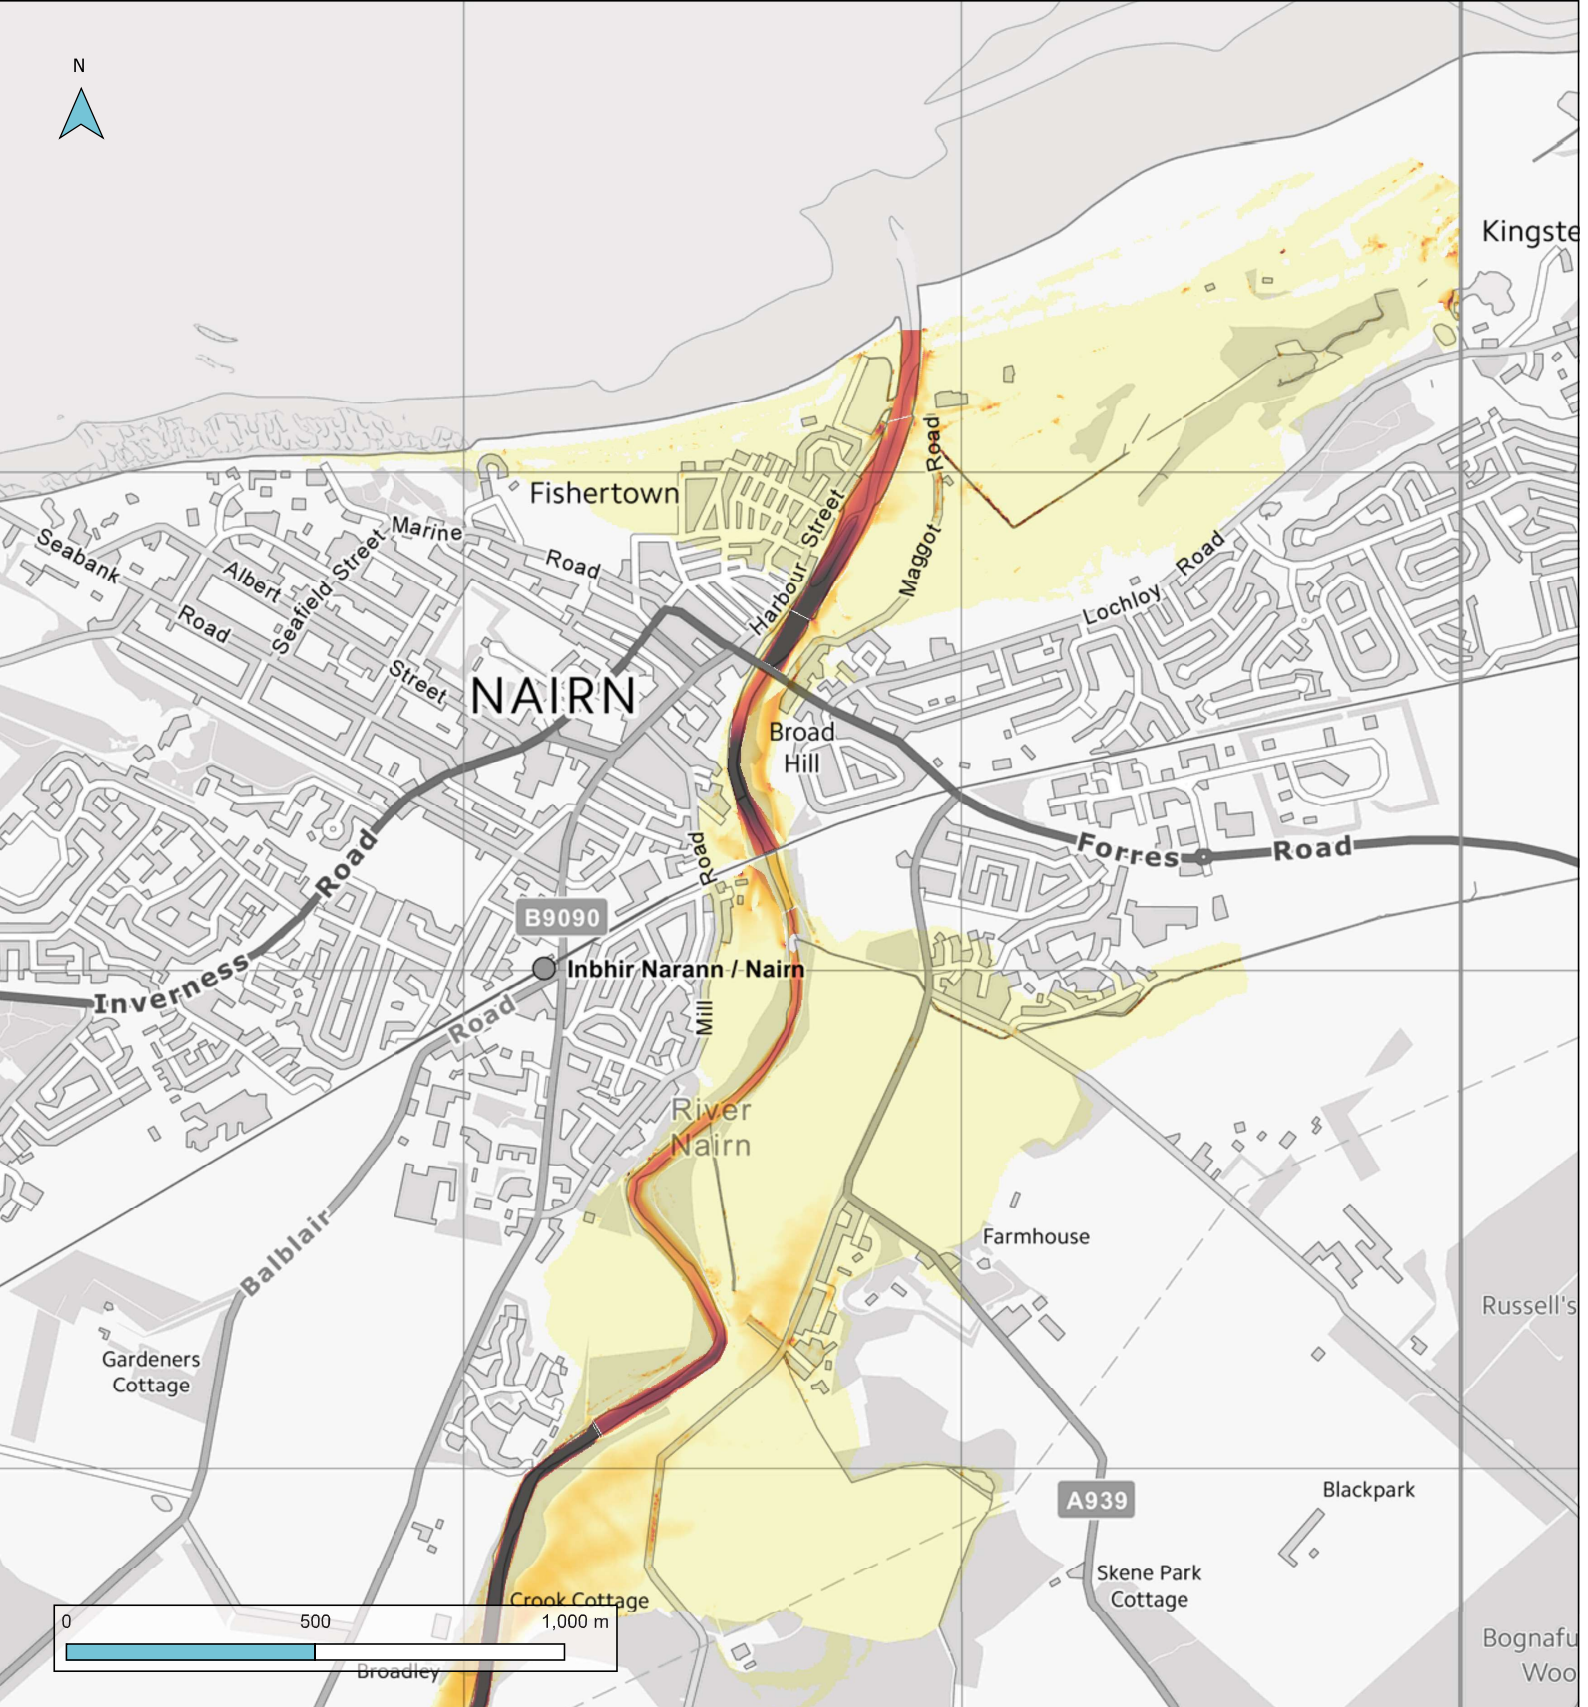 N
Kingste
Fishertown
Road
Marine
Seabank
Seafield Street
Harbour Street
Albert
Road
Maggot
Lochloy Road
Road
Street
NAIRN
Broad
Hill
Forres Road
Road
Inverness Road
B9090
Inbhir Narann / Nairn
Road
Mill
River
Nairn
Balblair
Farmhouse
Russell's
Gardeners
Cottage
A939
Blackpark
Skene Park
Cottage
Crook Cottage
0 500 1,000 m
Bognafu
Woo
Broadley